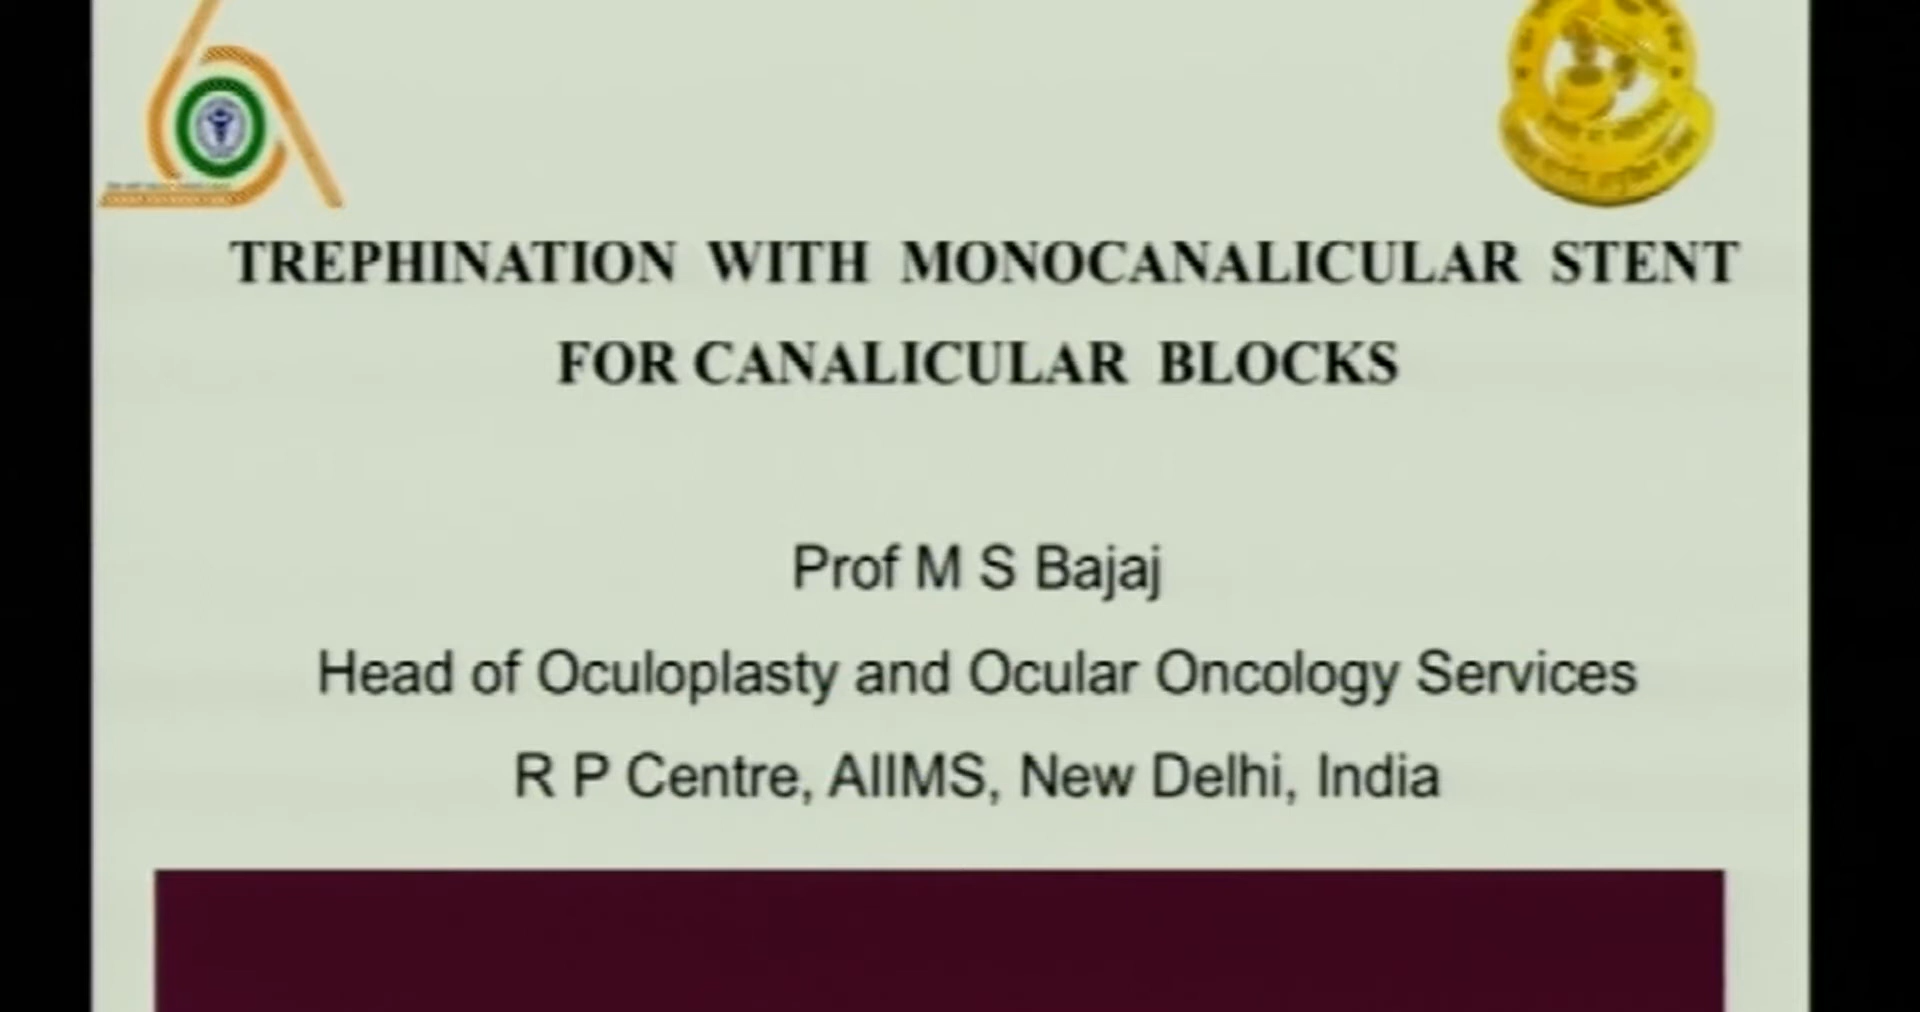 TREPHINATION WITH MONOCANALICULAR STENT
FOR CANALICULAR BLOCKS
Prof M S Bajaj
Head of Oculoplasty and Ocular Oncology Services
R P Centre, AIIMS, New Delhi, India